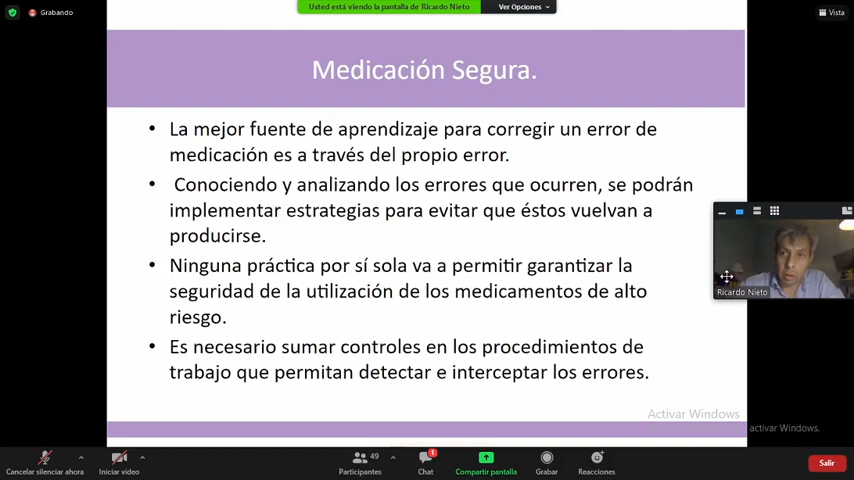 Grabando
Usted está viendo la pantalla de Ricardo Nieto
Ver Opciones
Vista
Medicación Segura.
• La mejor fuente de aprendizaje para corregir un error de
medicación es a través del propio error.
• Conociendo y analizando los errores que ocurren, se podrán
implementar estrategias para evitar que éstos vuelvan a
producirse.
• Ninguna práctica por sí sola va a permitir garantizar la
seguridad de la utilización de los medicamentos de alto
riesgo.
• Es necesario sumar controles en los procedimientos de
trabajo que permitan detectar e interceptar los errores.
Ricardo Nieto
Activar Windows
activar Windows.
Cancelar silenciar ahora
Iniciar video
49
Participantes
1
Chat
Compartir pantalla
Grabar
Reacciones
Salir